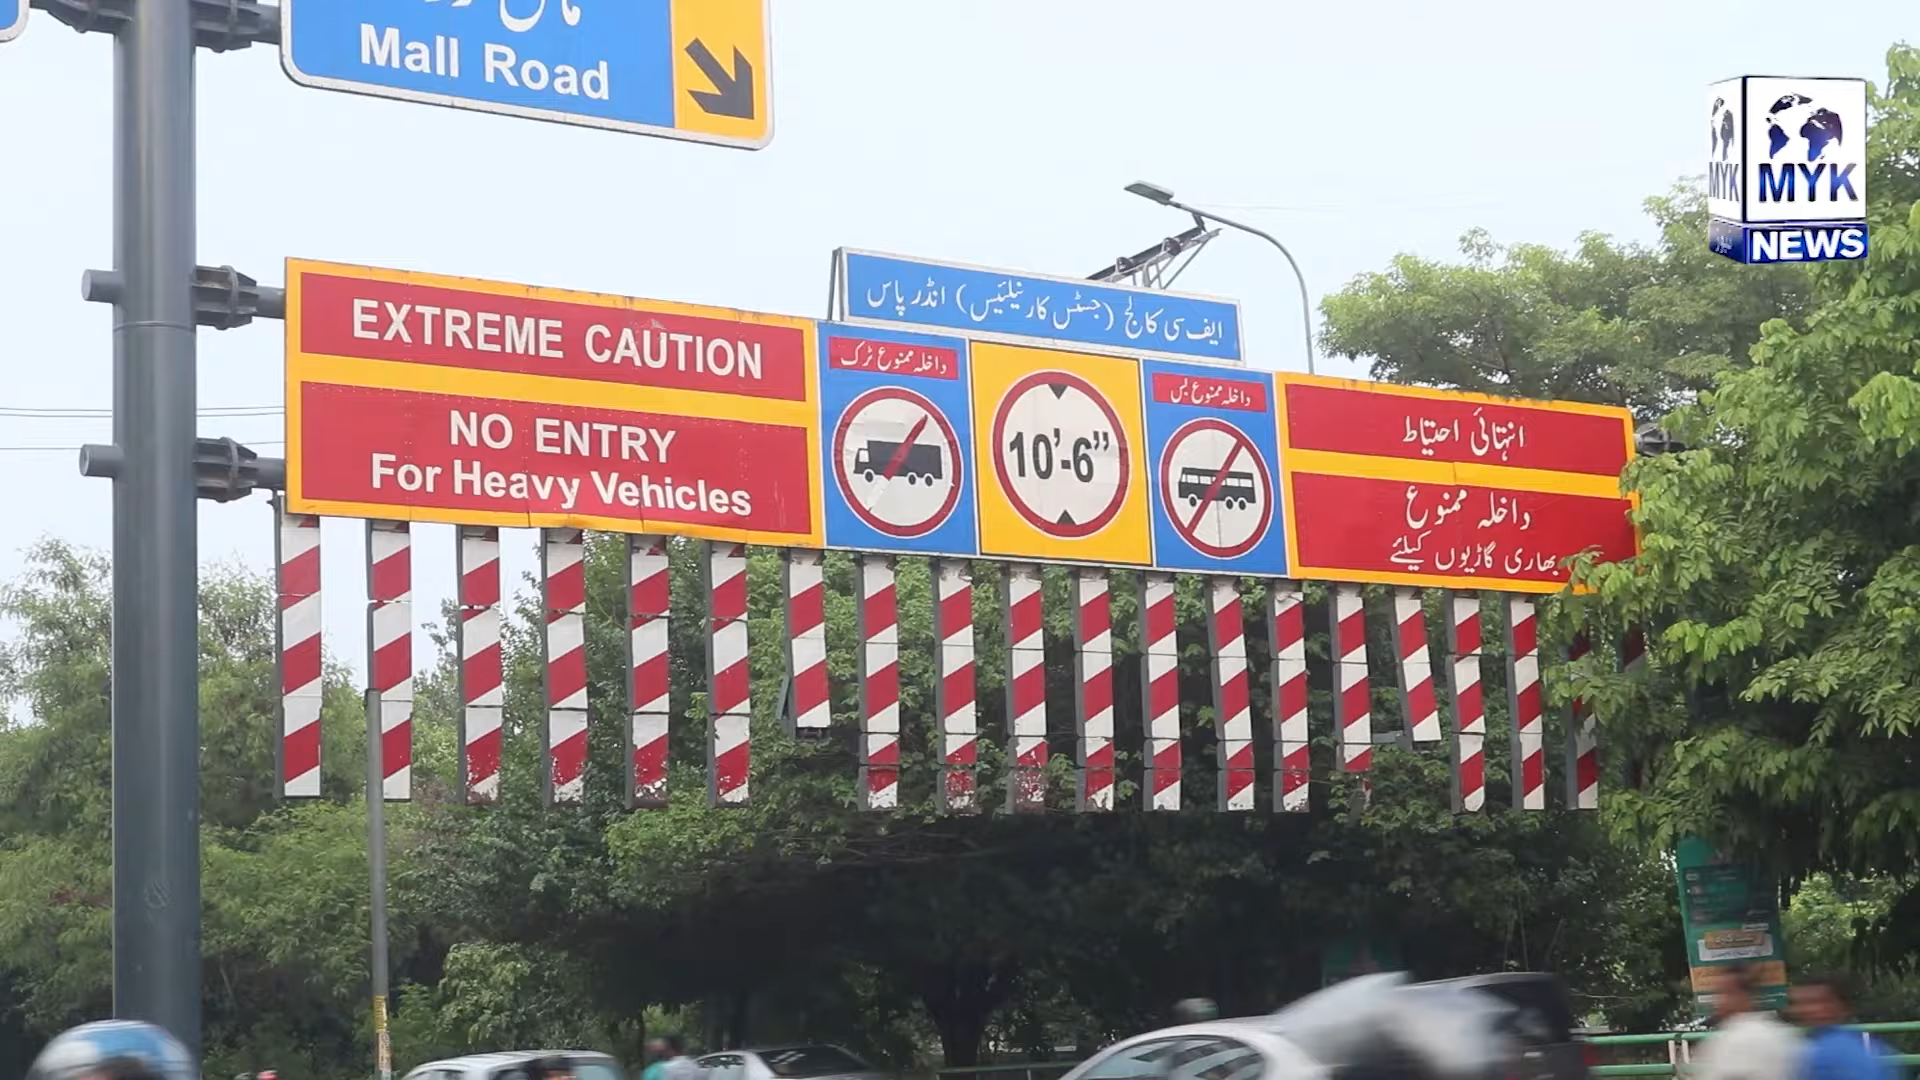 Mall Road
MYK
MYK
NEWS
ایف سی کالج (جسٹس کارنیلئیس) انڈر پاس
EXTREME CAUTION
NO ENTRY
For Heavy Vehicles
داخلہ ممنوع ٹرک
10’-6”
داخلہ ممنوع بس
انتہائی احتیاط
داخلہ ممنوع
بھاری گاڑیوں کیلئے